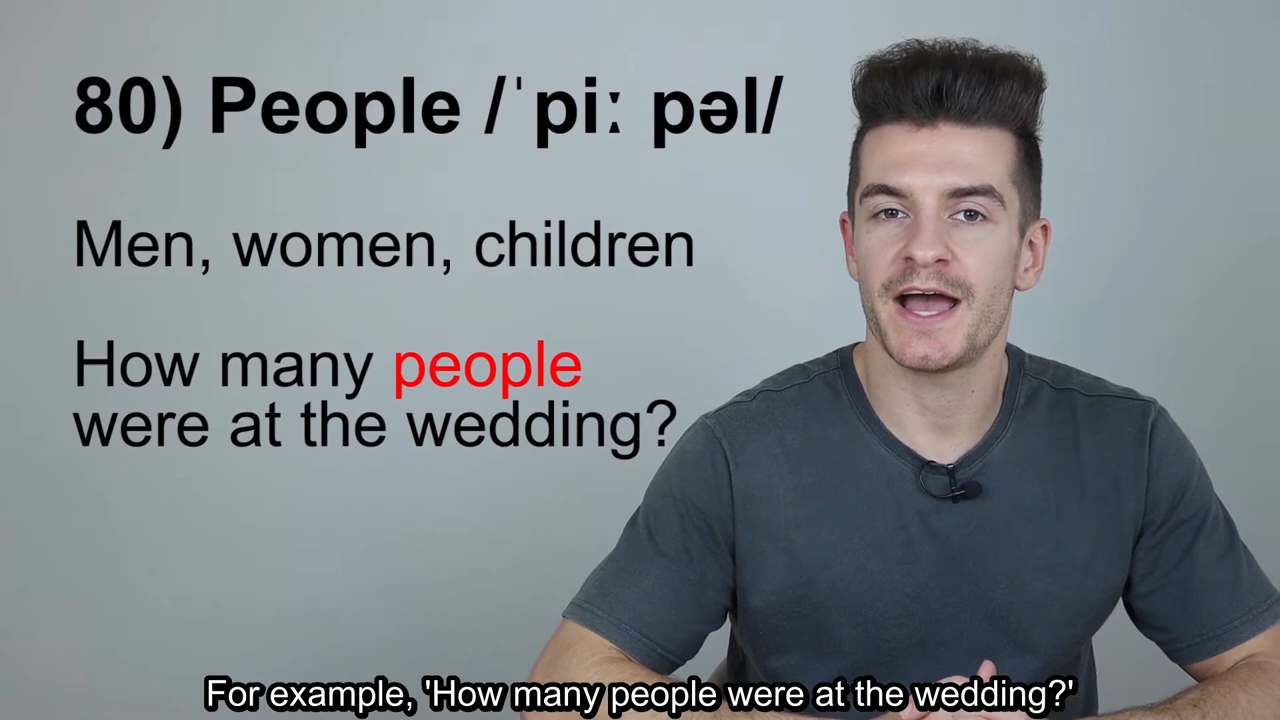 80) People /ˈpiː pəl/
Men, women, children
How many people
were at the wedding?
For example, 'How many people were at the wedding?'